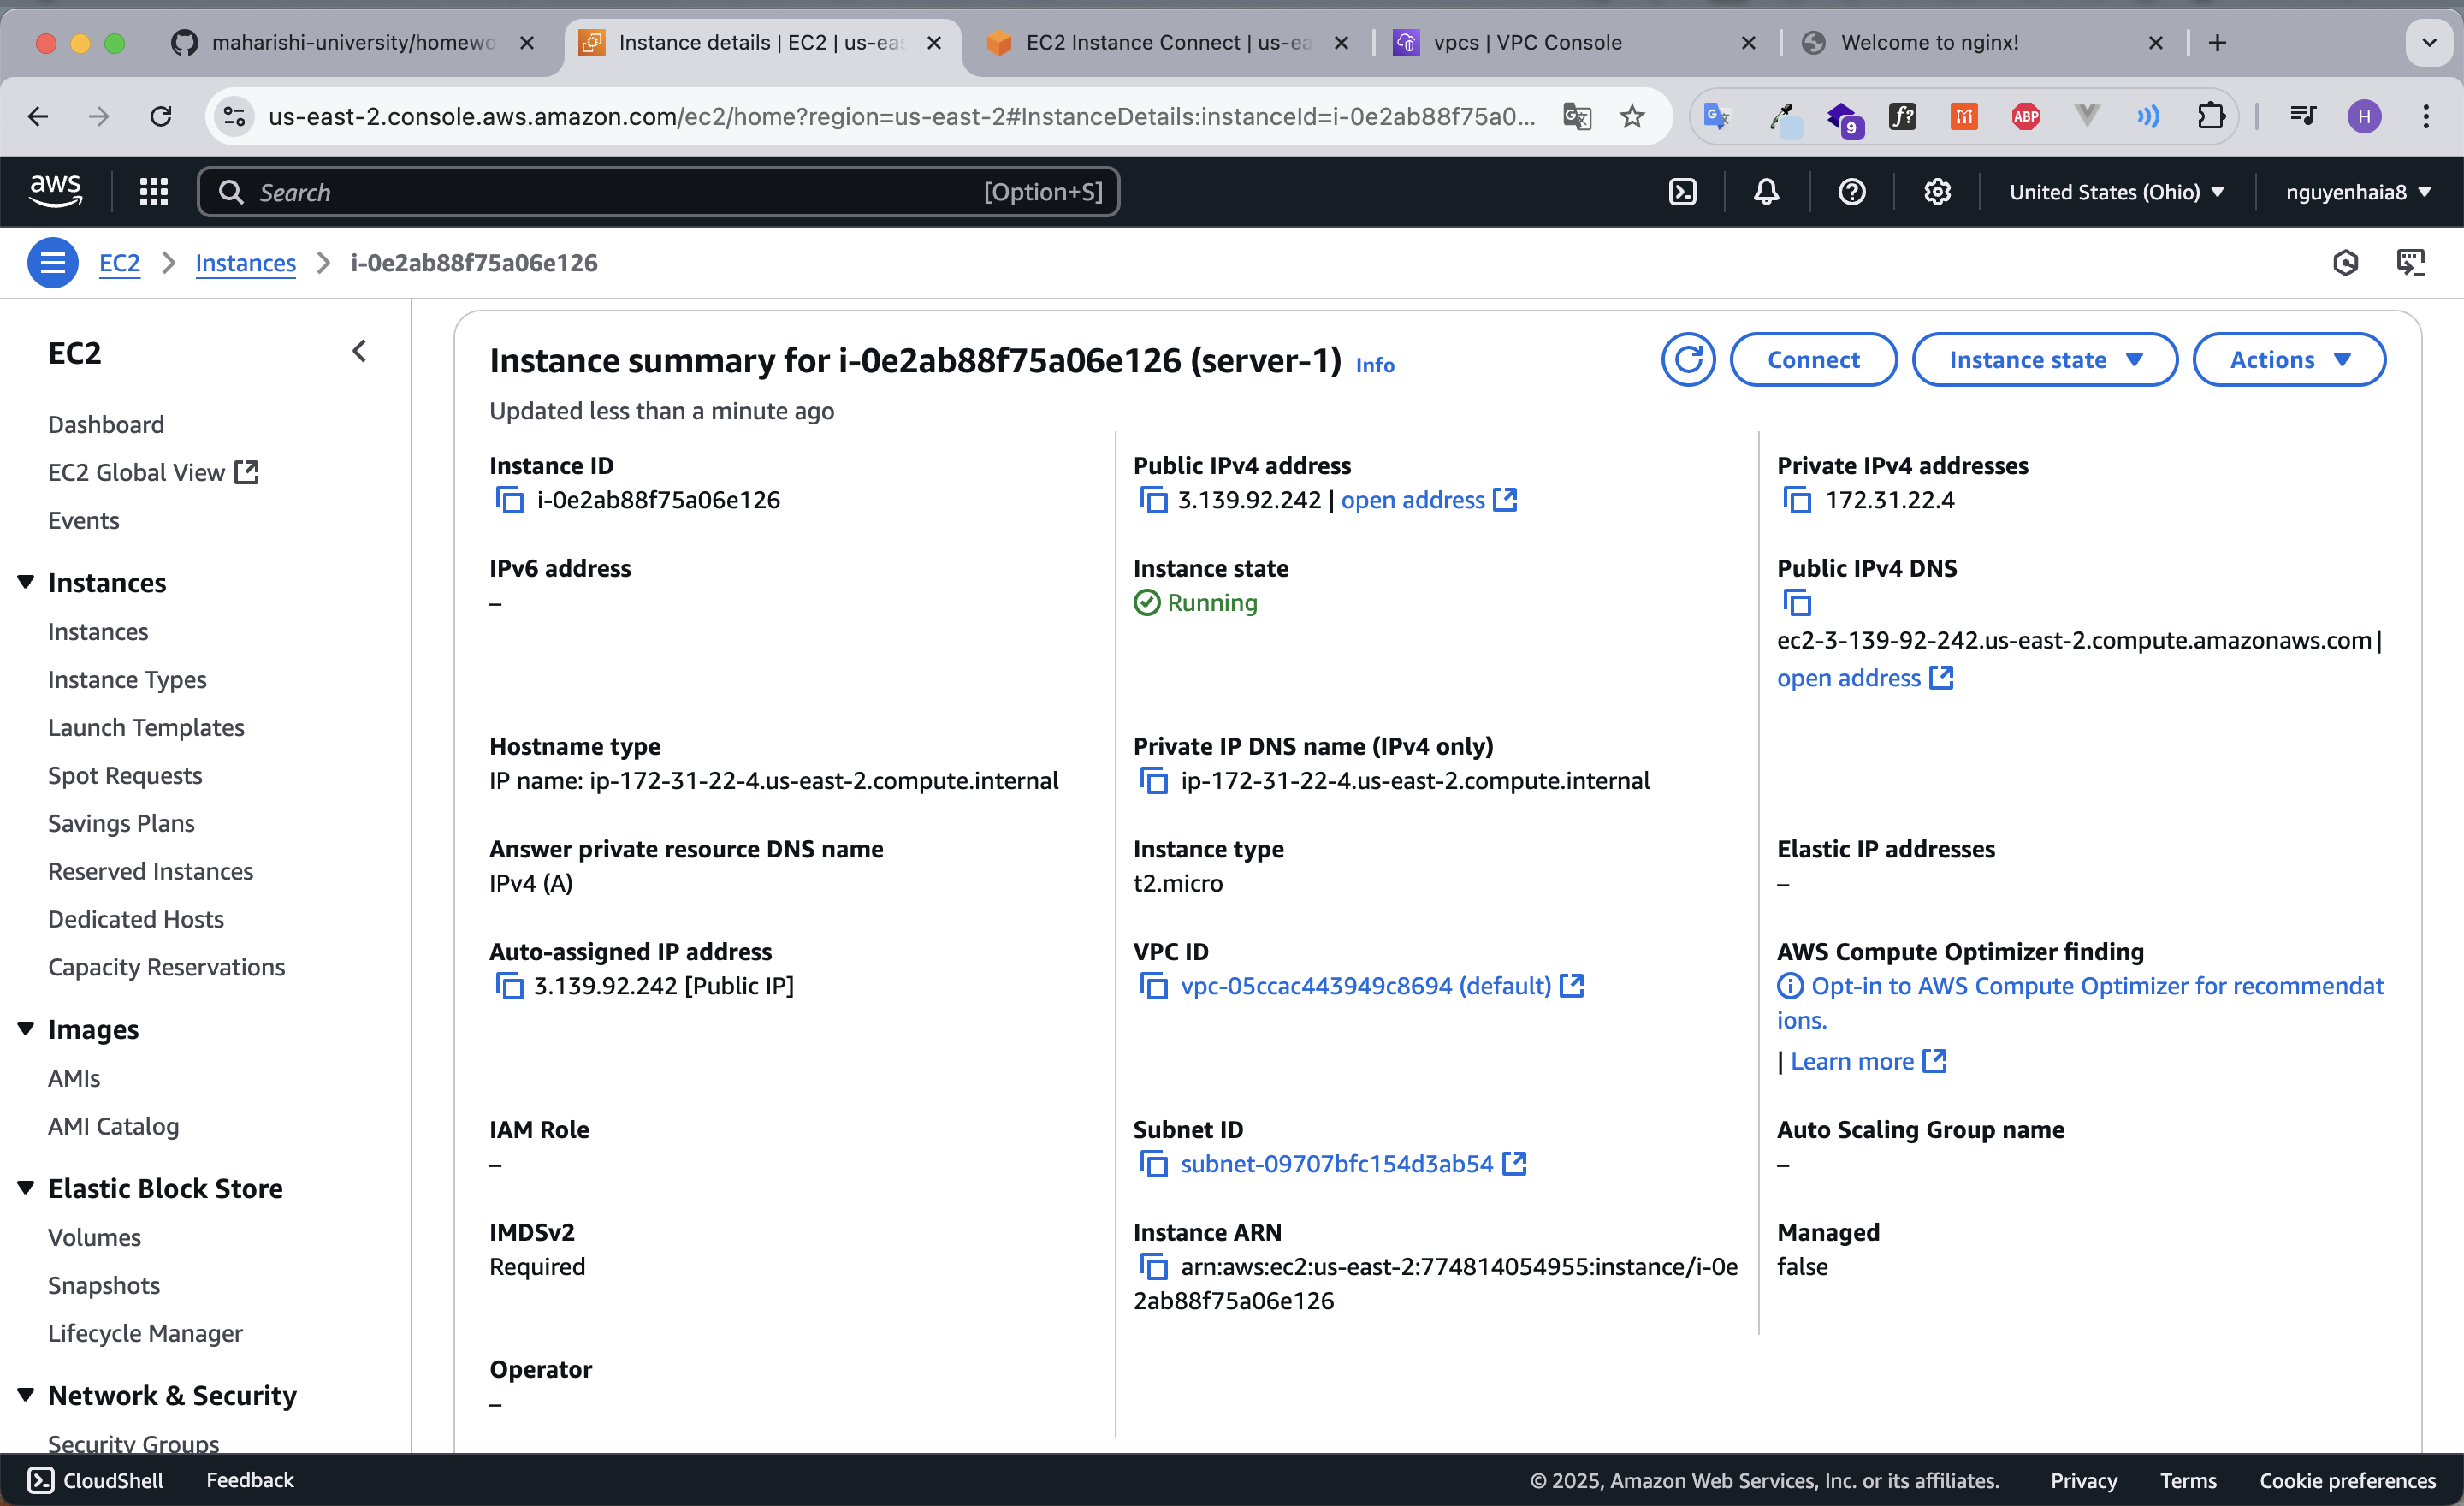 maharishi-university/homewo
Instance details | EC2 | us-eas
EC2 Instance Connect | us-ea
vpcs | VPC Console
Welcome to nginx!
us-east-2.console.aws.amazon.com/ec2/home?region=us-east-2#InstanceDetails:instanceId=i-0e2ab88f75a0...
9
f?
ABP
H
aws
Search
[Option+S]
United States (Ohio)
nguyenhaia8
EC2
Instances
i-0e2ab88f75a06e126
EC2
Dashboard
EC2 Global View
Events
Instances
Instances
Instance Types
Launch Templates
Spot Requests
Savings Plans
Reserved Instances
Dedicated Hosts
Capacity Reservations
Images
AMIs
AMI Catalog
Elastic Block Store
Volumes
Snapshots
Lifecycle Manager
Network & Security
Security Groups
Instance summary for i-0e2ab88f75a06e126 (server-1) Info
Updated less than a minute ago
Connect
Instance state
Actions
Instance ID
i-0e2ab88f75a06e126
Public IPv4 address
3.139.92.242 | open address
Private IPv4 addresses
172.31.22.4
IPv6 address
–
Instance state
Running
Public IPv4 DNS
ec2-3-139-92-242.us-east-2.compute.amazonaws.com |
open address
Hostname type
IP name: ip-172-31-22-4.us-east-2.compute.internal
Private IP DNS name (IPv4 only)
ip-172-31-22-4.us-east-2.compute.internal
Answer private resource DNS name
IPv4 (A)
Instance type
t2.micro
Elastic IP addresses
–
Auto-assigned IP address
3.139.92.242 [Public IP]
VPC ID
vpc-05ccac443949c8694 (default)
AWS Compute Optimizer finding
Opt-in to AWS Compute Optimizer for recommendat
ions.
| Learn more
IAM Role
–
Subnet ID
subnet-09707bfc154d3ab54
Auto Scaling Group name
–
IMDSv2
Required
Instance ARN
arn:aws:ec2:us-east-2:774814054955:instance/i-0e
2ab88f75a06e126
Managed
false
Operator
–
CloudShell
Feedback
© 2025, Amazon Web Services, Inc. or its affiliates.
Privacy
Terms
Cookie preferences